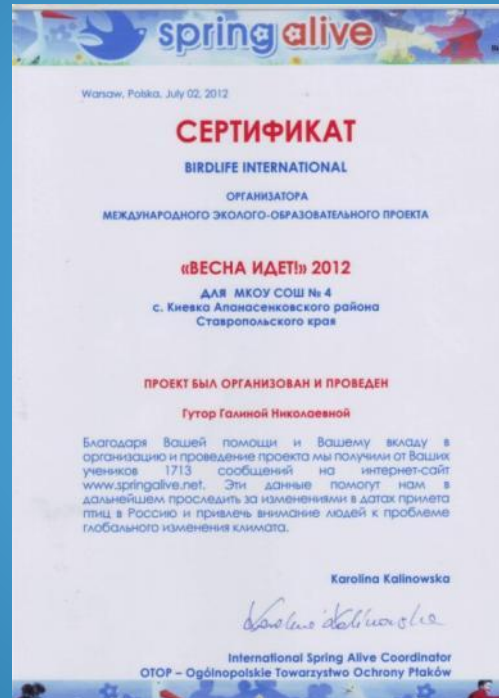 spring alive
Warsaw, Polska, July 02, 2012
СЕРТИФИКАТ
BIRDLIFE INTERNATIONAL
ОРГАНИЗАТОРА
МЕЖДУНАРОДНОГО ЭКОЛОГО-ОБРАЗОВАТЕЛЬНОГО ПРОЕКТА
«ВЕСНА ИДЕТ!» 2012
ДЛЯ МКОУ СОШ № 4
с. Киевка Апанасенковского района
Ставропольского края
ПРОЕКТ БЫЛ ОРГАНИЗОВАН И ПРОВЕДЕН
Гутор Галиной Николаевной
Благодаря Вашей помощи и Вашему вкладу в
организацию и проведение проекта мы получили от Ваших
учеников 1713 сообщений на интернет-сайт
www.springalive.net. Эти данные помогут нам в
дальнейшем проследить за изменениями в датах прилета
птиц в Россию и привлечь внимание людей к проблеме
глобального изменения климата.
Karolina Kalinowska
Karolina Kalinowska
International Spring Alive Coordinator
OTOP – Ogólnopolskie Towarzystwo Ochrony Ptaków